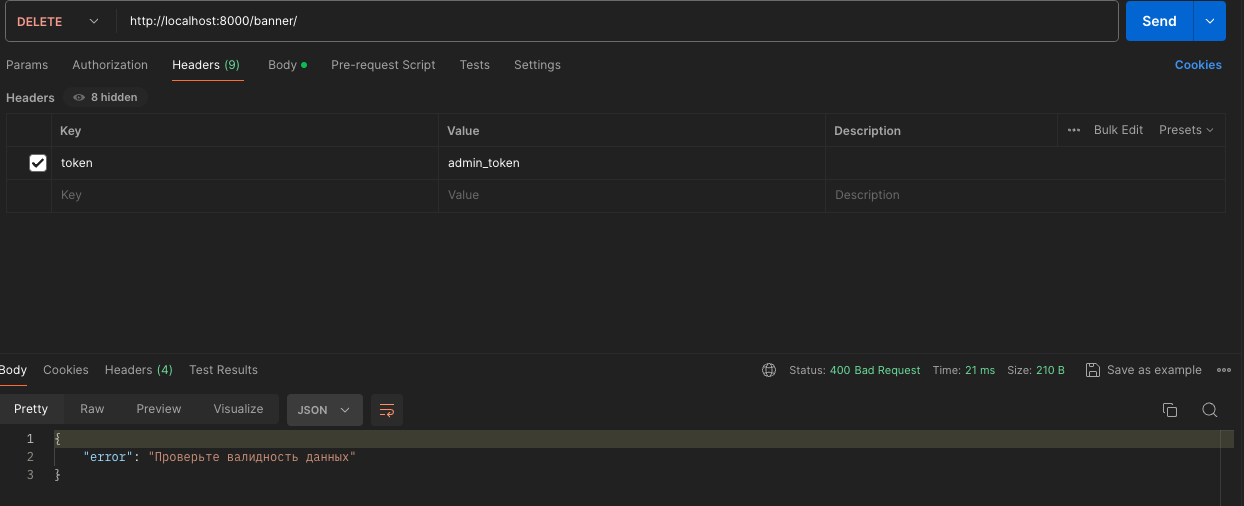 DELETE http://localhost:8000/banner/ Send
Params Authorization Headers (9) Body Pre-request Script Tests Settings Cookies
Headers 8 hidden
Key Value Description ••• Bulk Edit Presets
token admin_token
Key Value Description
Body Cookies Headers (4) Test Results Status: 400 Bad Request Time: 21 ms Size: 210 B Save as example
Pretty Raw Preview Visualize JSON
1 {
2 "error": "Проверьте валидность данных"
3 }